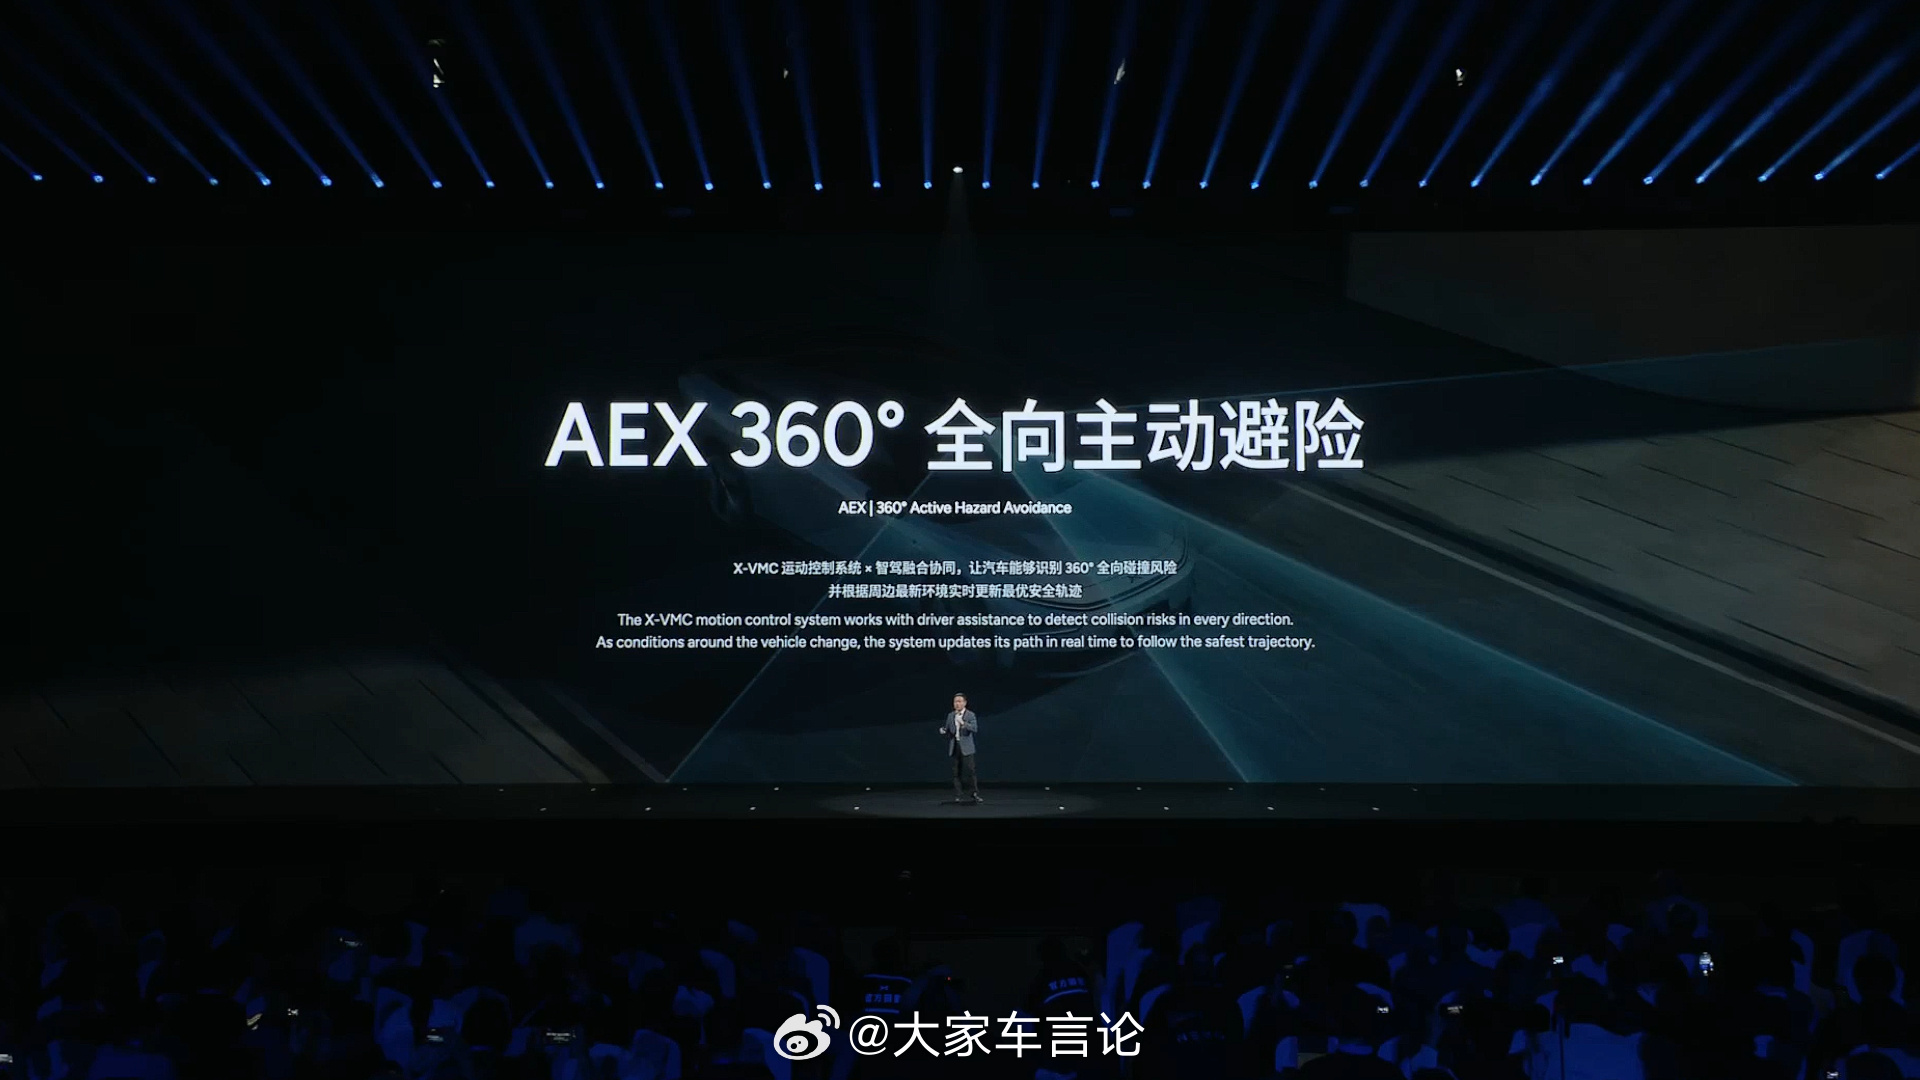 AEX 360° 全向主动避险
AEX | 360° Active Hazard Avoidance
X-VMC 运动控制系统 × 智驾融合协同，让汽车能够识别 360° 全向碰撞风险
并根据周边最新环境实时更新最优安全轨迹
The X-VMC motion control system works with driver assistance to detect collision risks in every direction.
As conditions around the vehicle change, the system updates its path in real time to follow the safest trajectory.
@大家车言论